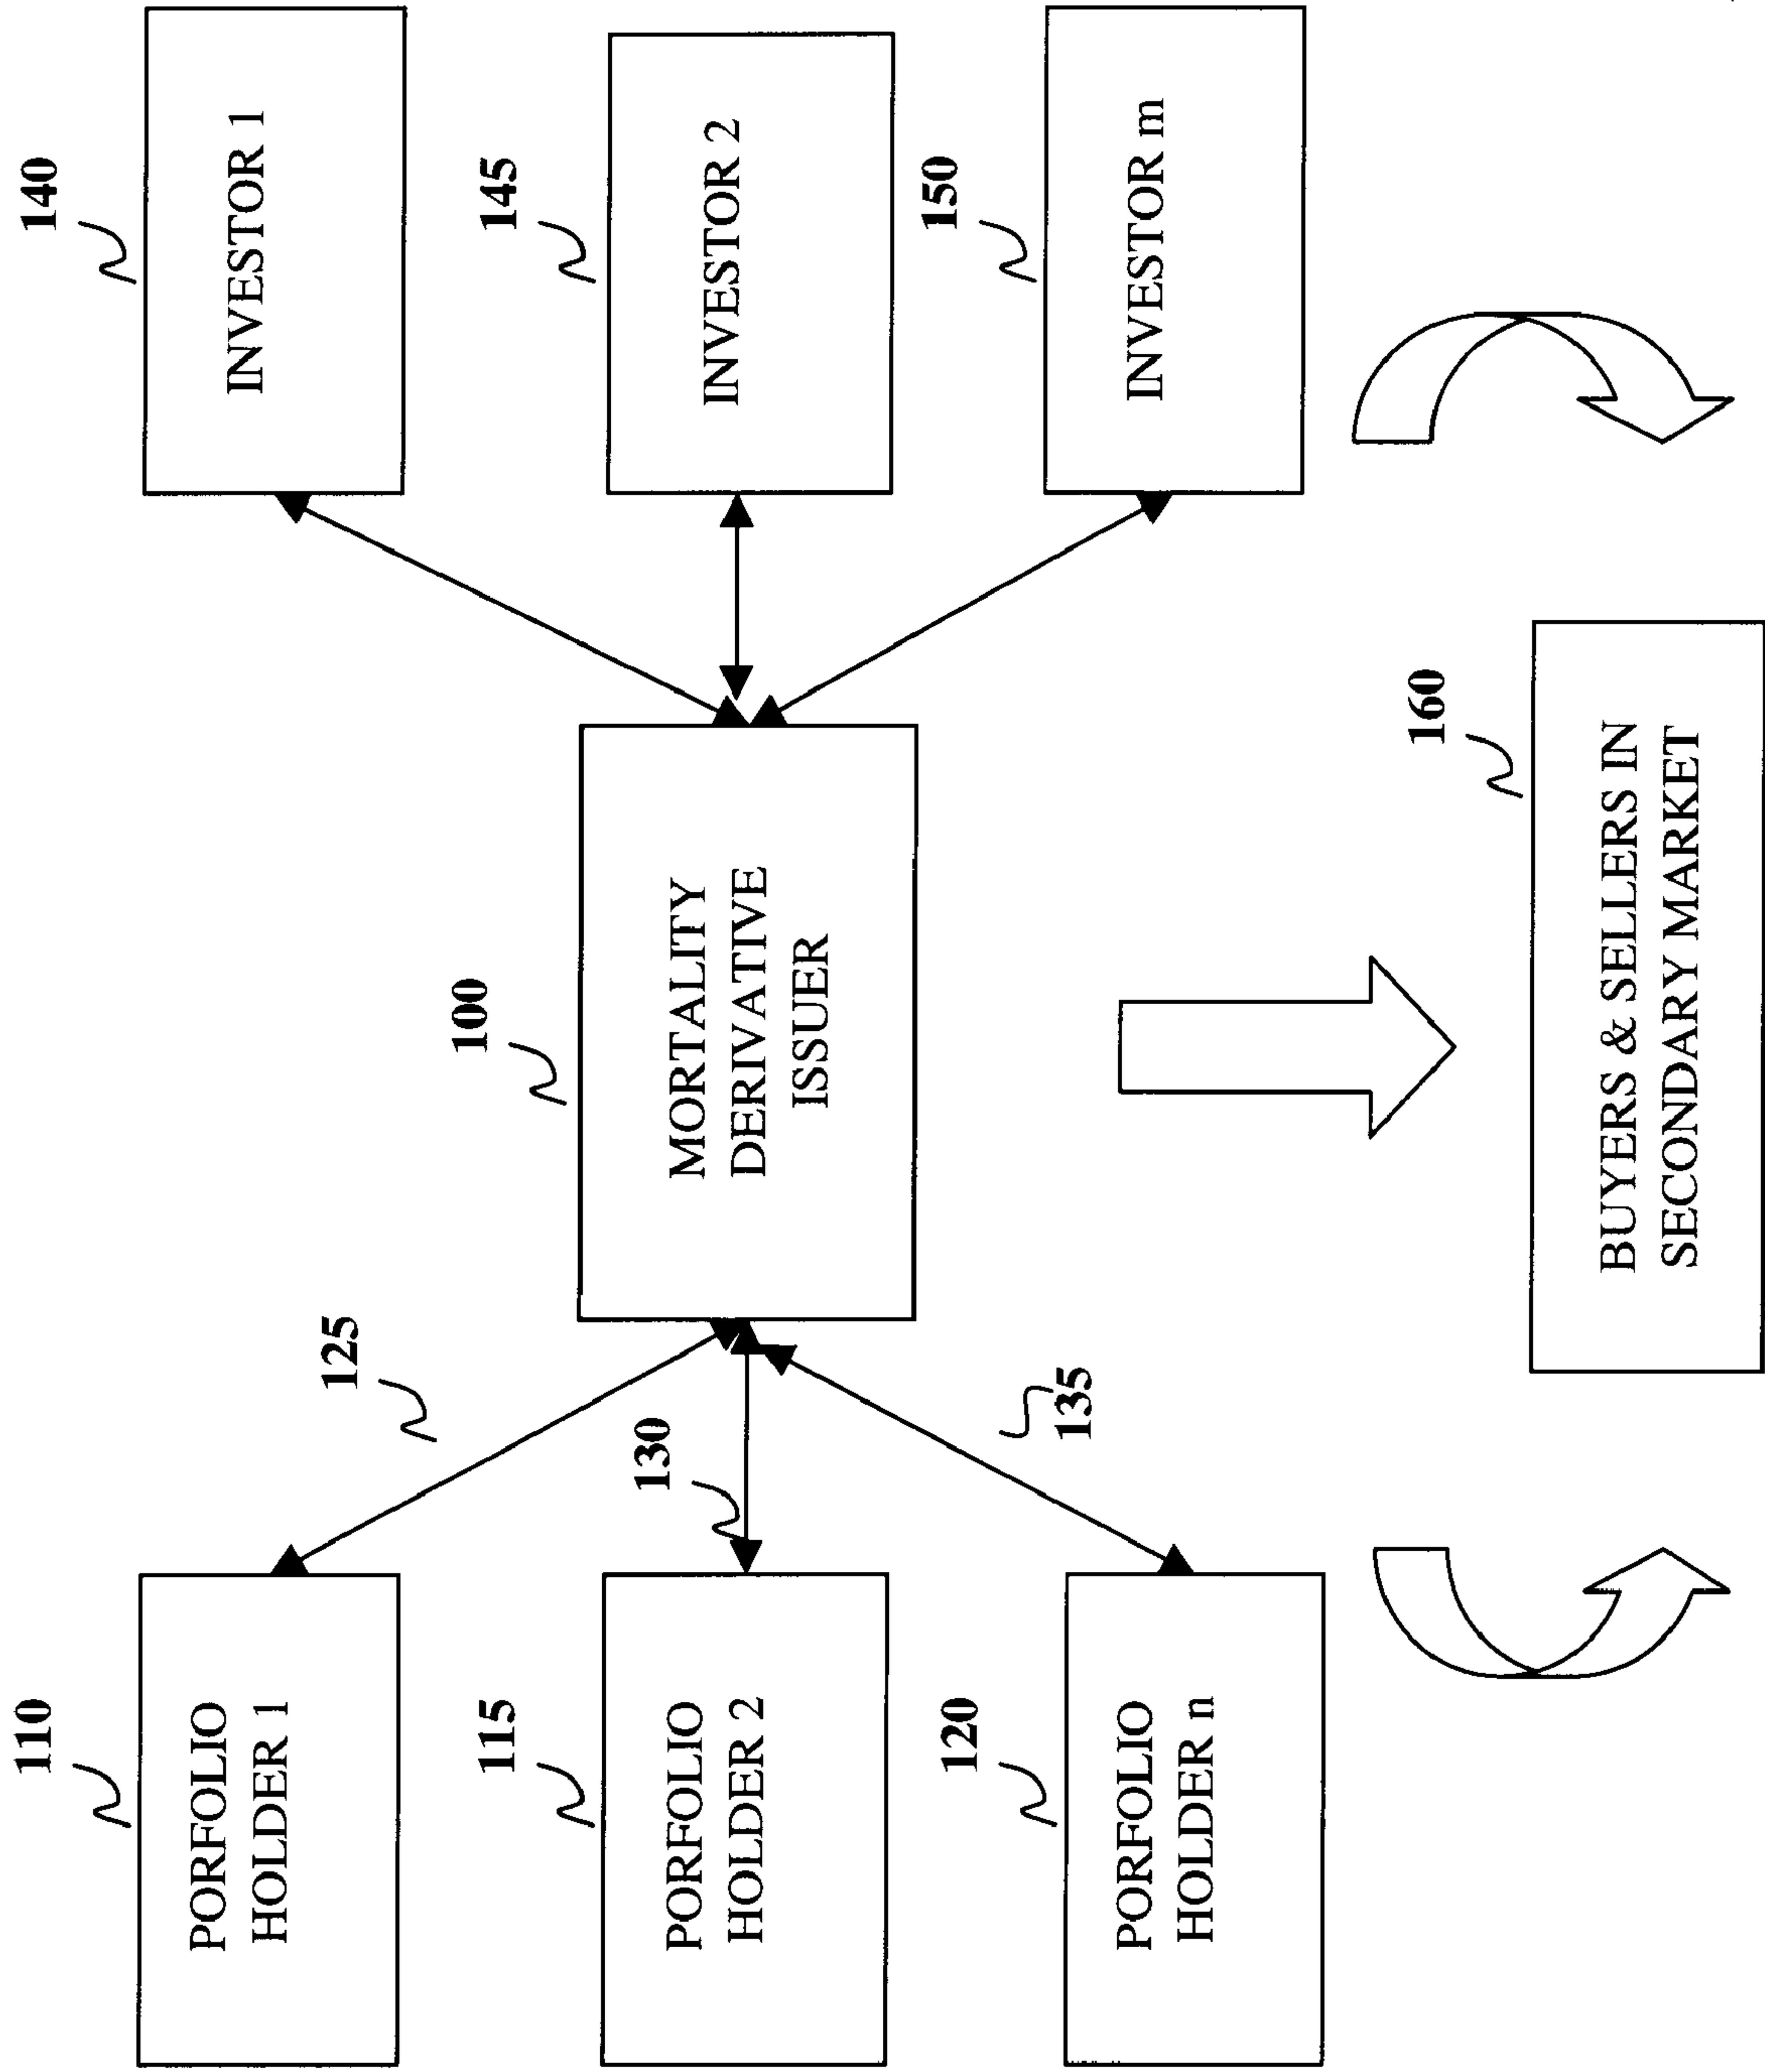 110
PORFOLIO
HOLDER 1
115
PORFOLIO
HOLDER 2
120
PORFOLIO
HOLDER n
125
130
135
100
MORTALITY
DERIVATIVE
ISSUER
140
INVESTOR 1
145
INVESTOR 2
150
INVESTOR m
160
BUYERS & SELLERS IN
SECONDARY MARKET